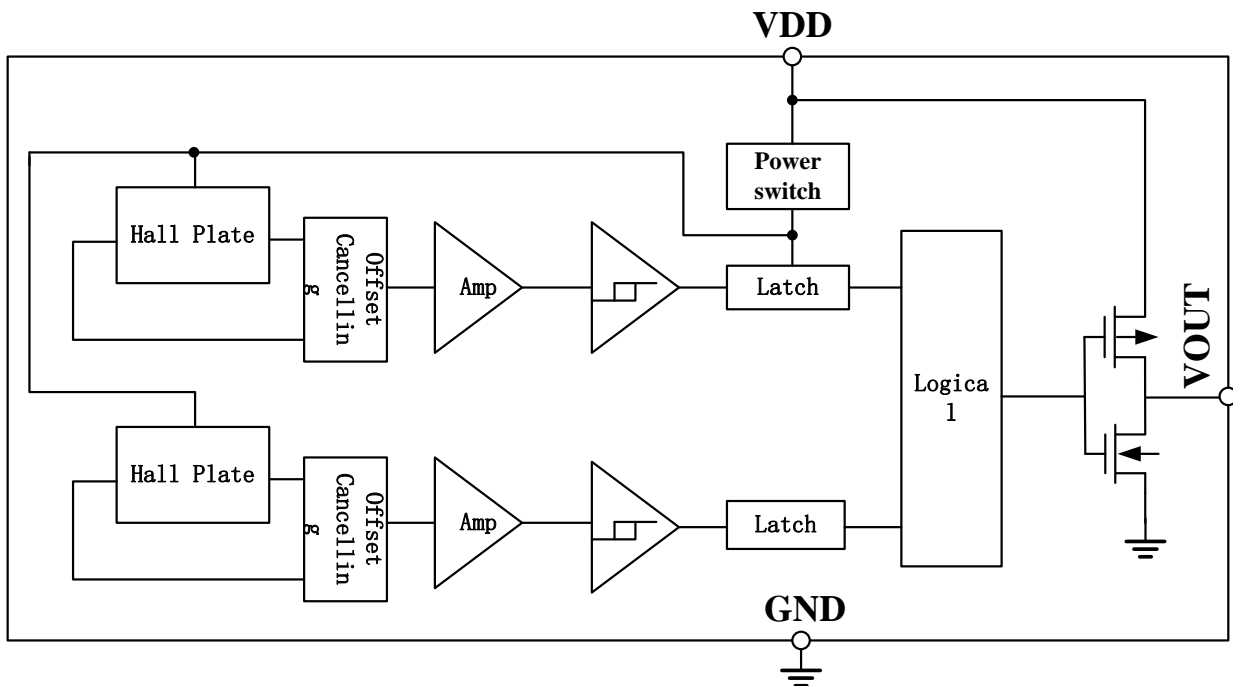 VDD
Power
switch
Hall Plate
Offset
Cancellin
g
Amp
Latch
Logica
l
VOUT
Hall Plate
Offset
Cancellin
g
Amp
Latch
GND